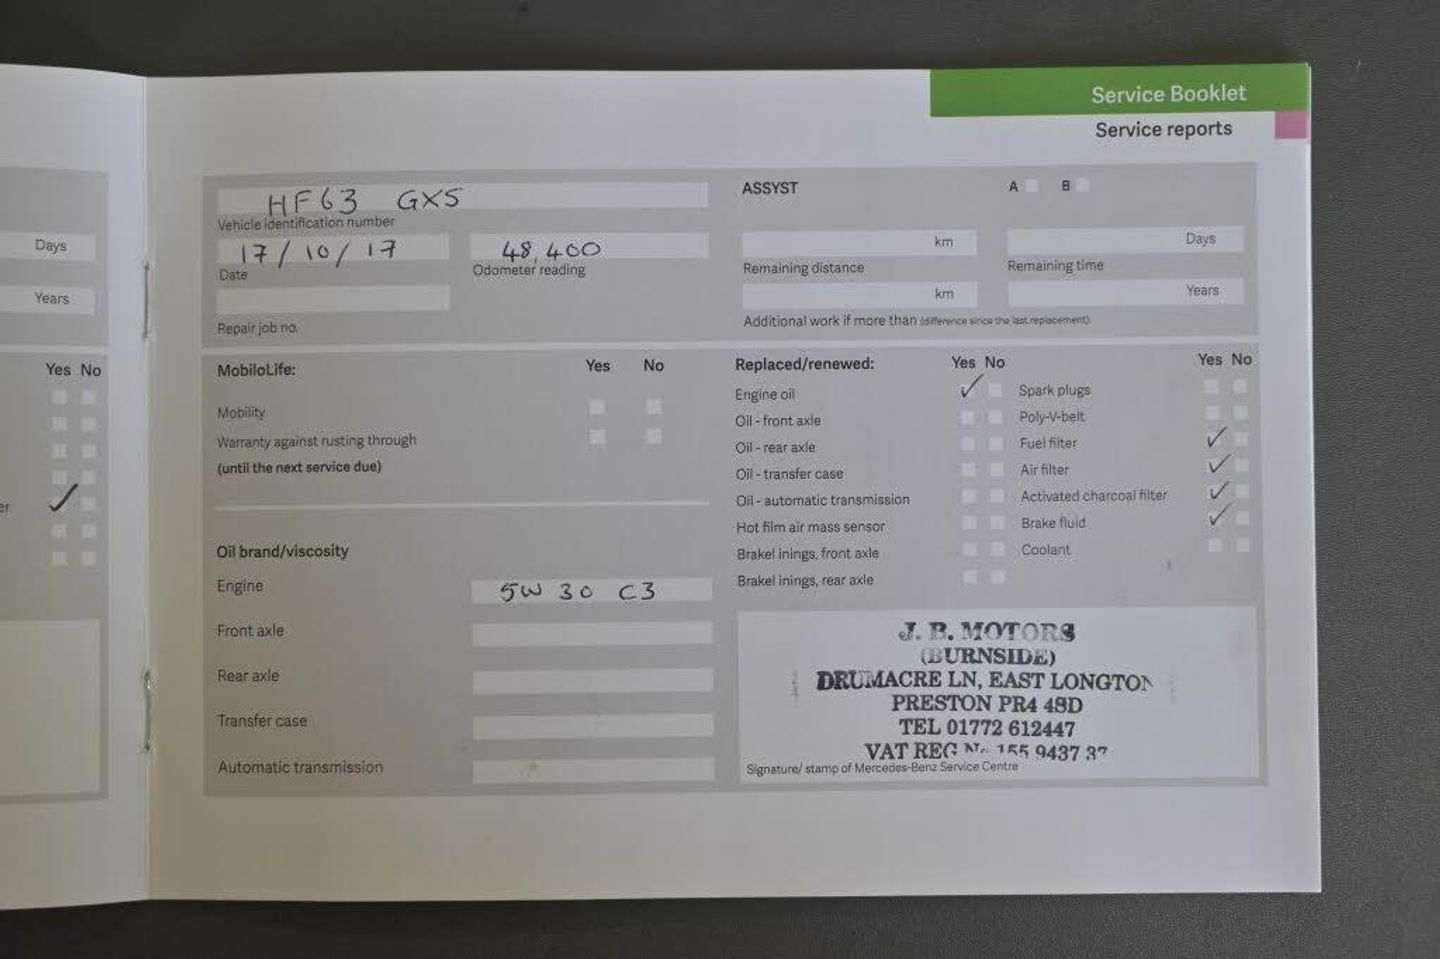 Service Booklet
Service reports
Days
Years
Yes No
er
HF63 GXS
Vehicle identification number
17/10/17
48,400
Date
Odometer reading
Repair job no.
ASSYST
A
B
km
Days
Remaining distance
Remaining time
km
Years
Additional work if more than (difference since the last replacement):
MobiloLife:
Yes
No
Mobility
Warranty against rusting through
(until the next service due)
Oil brand/viscosity
Engine
5W 30 C3
Front axle
Rear axle
Transfer case
Automatic transmission
Replaced/renewed:
Yes No
Yes No
Engine oil
Spark plugs
Oil - front axle
Poly-V-belt
Oil - rear axle
Fuel filter
Oil - transfer case
Air filter
Oil - automatic transmission
Activated charcoal filter
Hot film air mass sensor
Brake fluid
Brakel inings, front axle
Coolant
Brakel inings, rear axle
J. B. MOTORS
(BURNSIDE)
DRUMACRE LN, EAST LONGTON
PRESTON PR4 4SD
TEL 01772 612447
VAT REG No. 155 9437 37
Signature/ stamp of Mercedes-Benz Service Centre